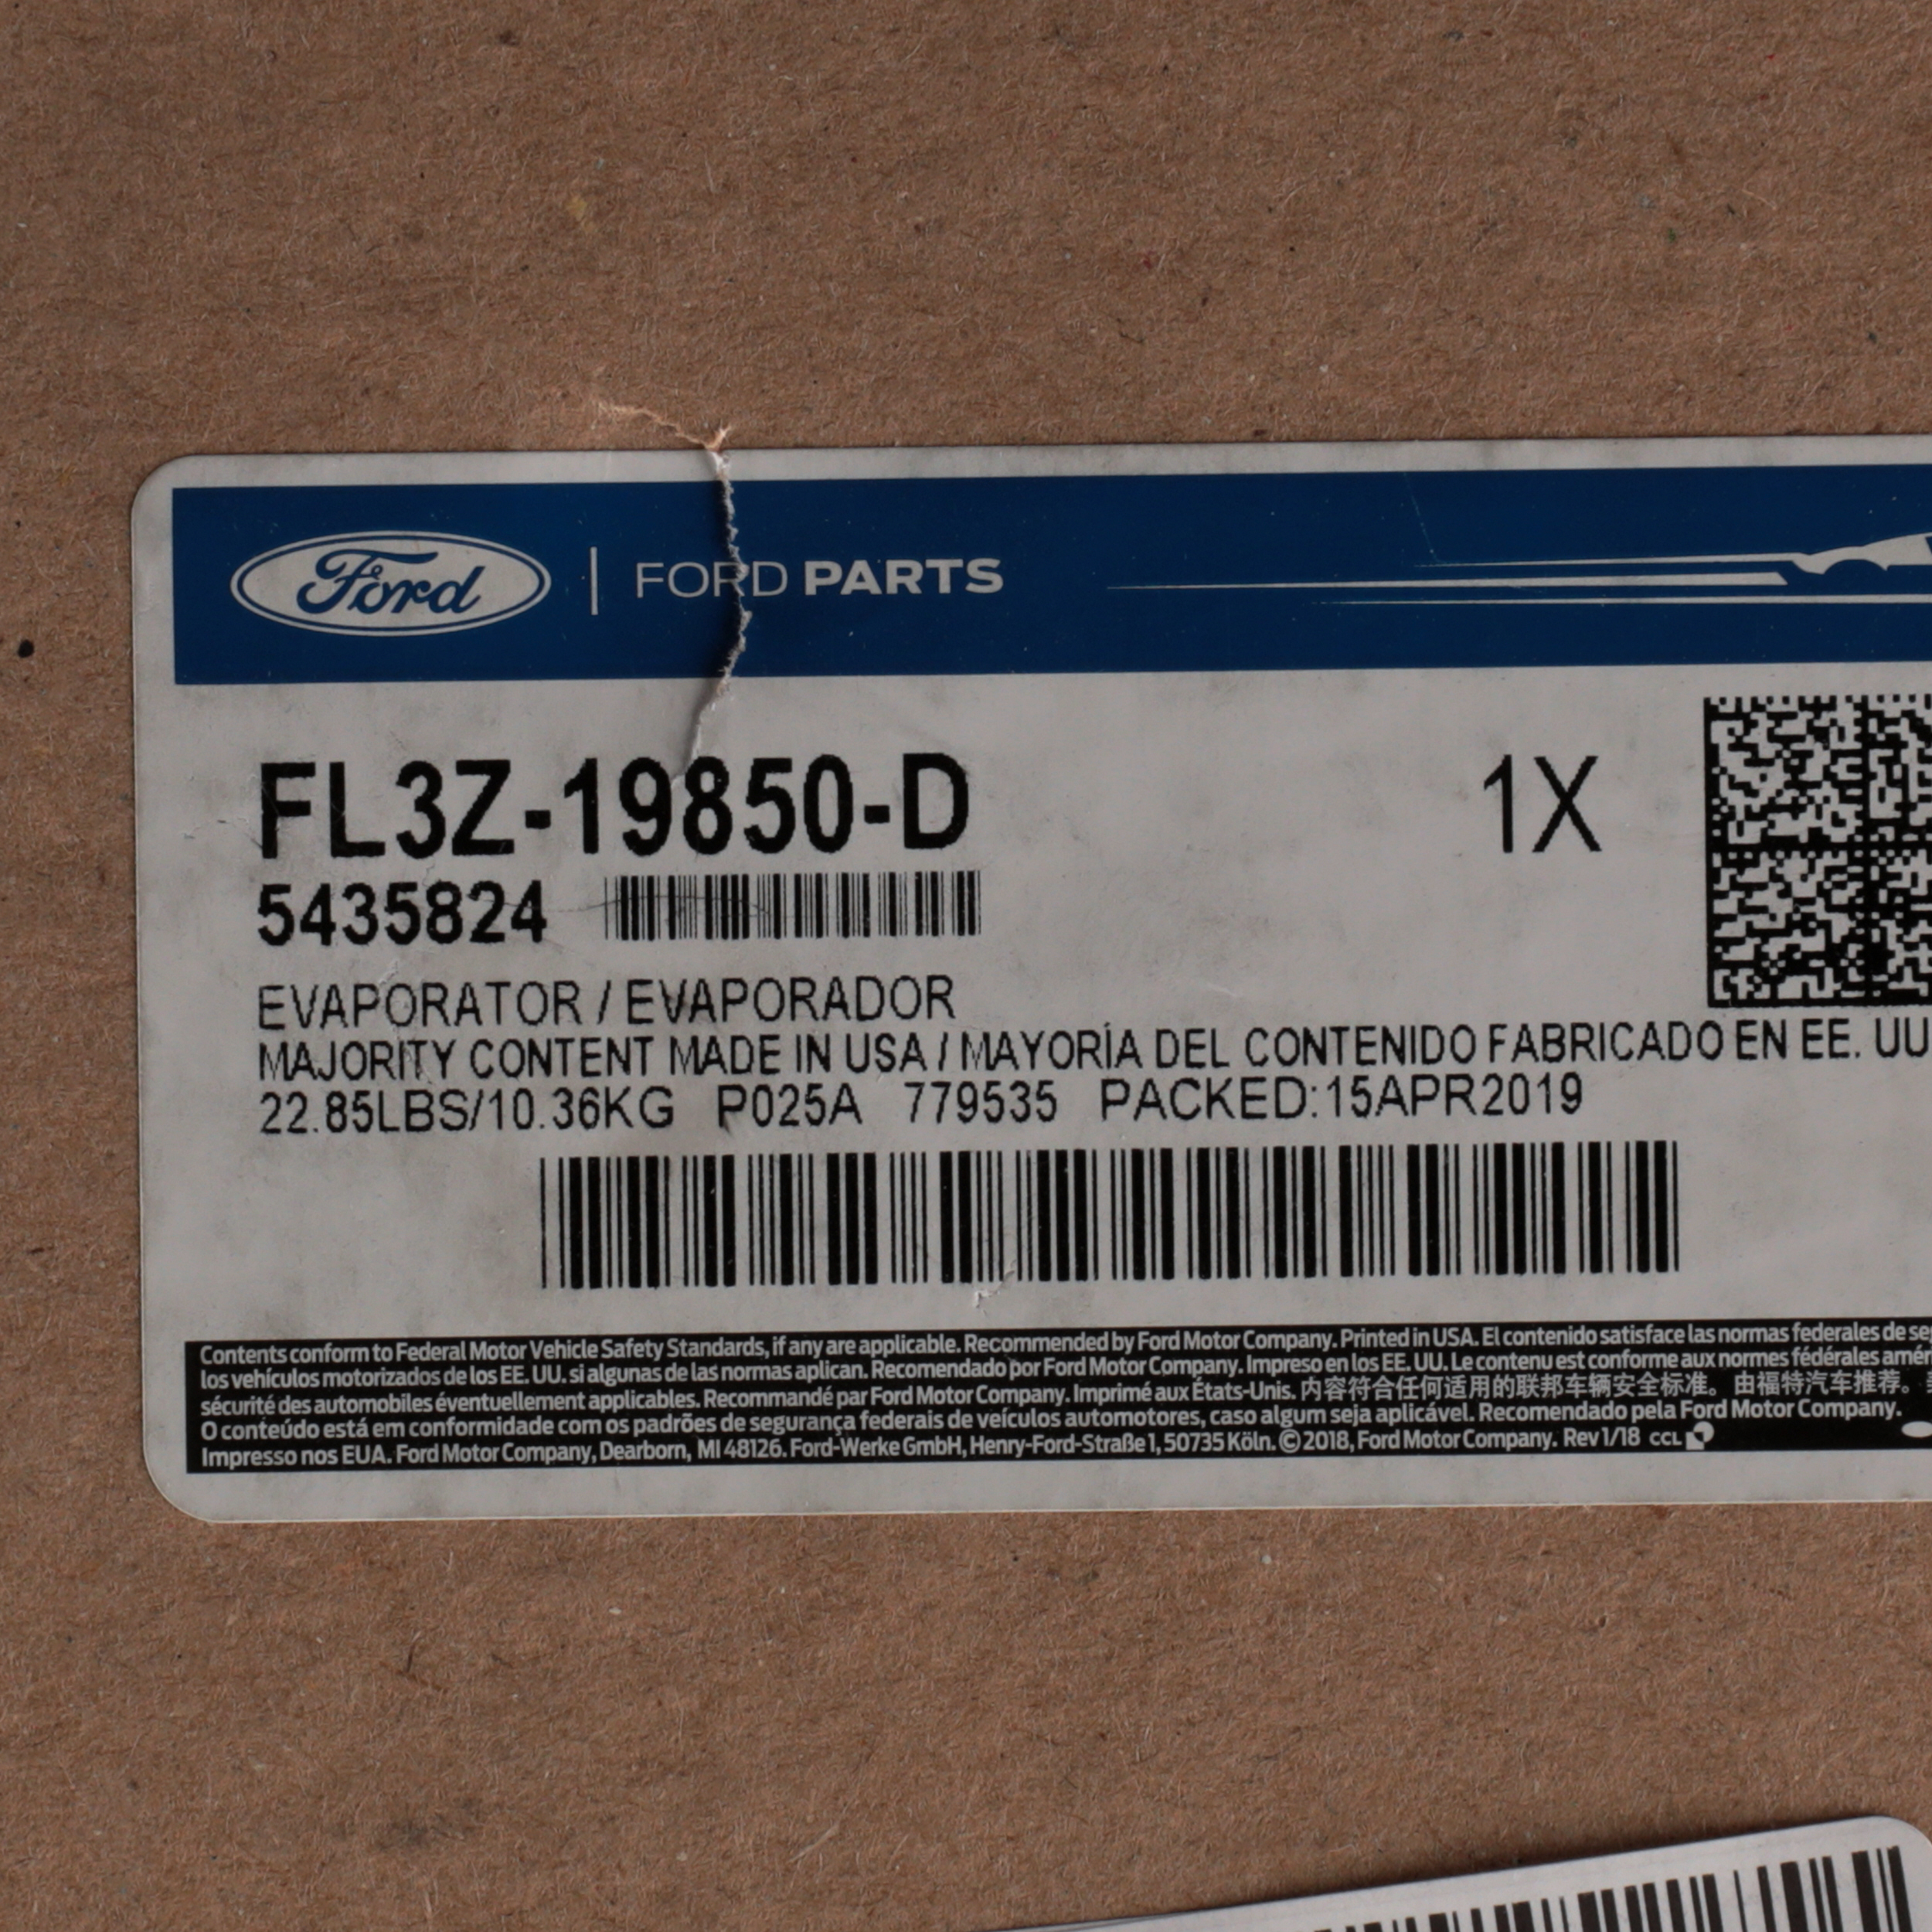 Ford | FORD PARTS
FL3Z-19850-D 1X
5435824
EVAPORATOR / EVAPORADOR
MAJORITY CONTENT MADE IN USA / MAYORÍA DEL CONTENIDO FABRICADO EN EE. UU
22.85LBS/10.36KG P025A 779535 PACKED:15APR2019
Contents conform to Federal Motor Vehicle Safety Standards, if any are applicable. Recommended by Ford Motor Company. Printed in USA. El contenido satisface las normas federales de
los vehículos motorizados de los EE. UU. si algunas de las normas aplican. Recomendado por Ford Motor Company. Impreso en los EE. UU. Le contenu est conforme aux normes fédérales
sécurité des automobiles éventuellement applicables. Recommandé par Ford Motor Company. Imprimé aux États-Unis. 内容符合任何适用的联邦车辆安全标准。 由福特汽车推荐。
O conteúdo está em conformidade com os padrões de segurança federais de veículos automotores, caso algum seja aplicável. Recomendado pela Ford Motor Company.
Impresso nos EUA. Ford Motor Company, Dearborn, MI 48126. Ford-Werke GmbH, Henry-Ford-Straße 1, 50735 Köln. © 2018, Ford Motor Company. Rev 1/18 CCL